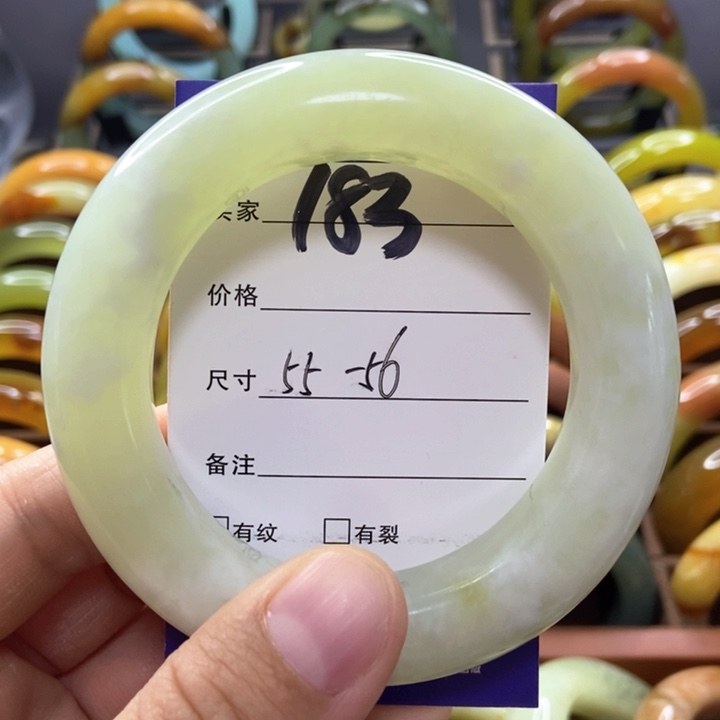 家 183
价格
尺寸 55-56
备注
有纹 有裂